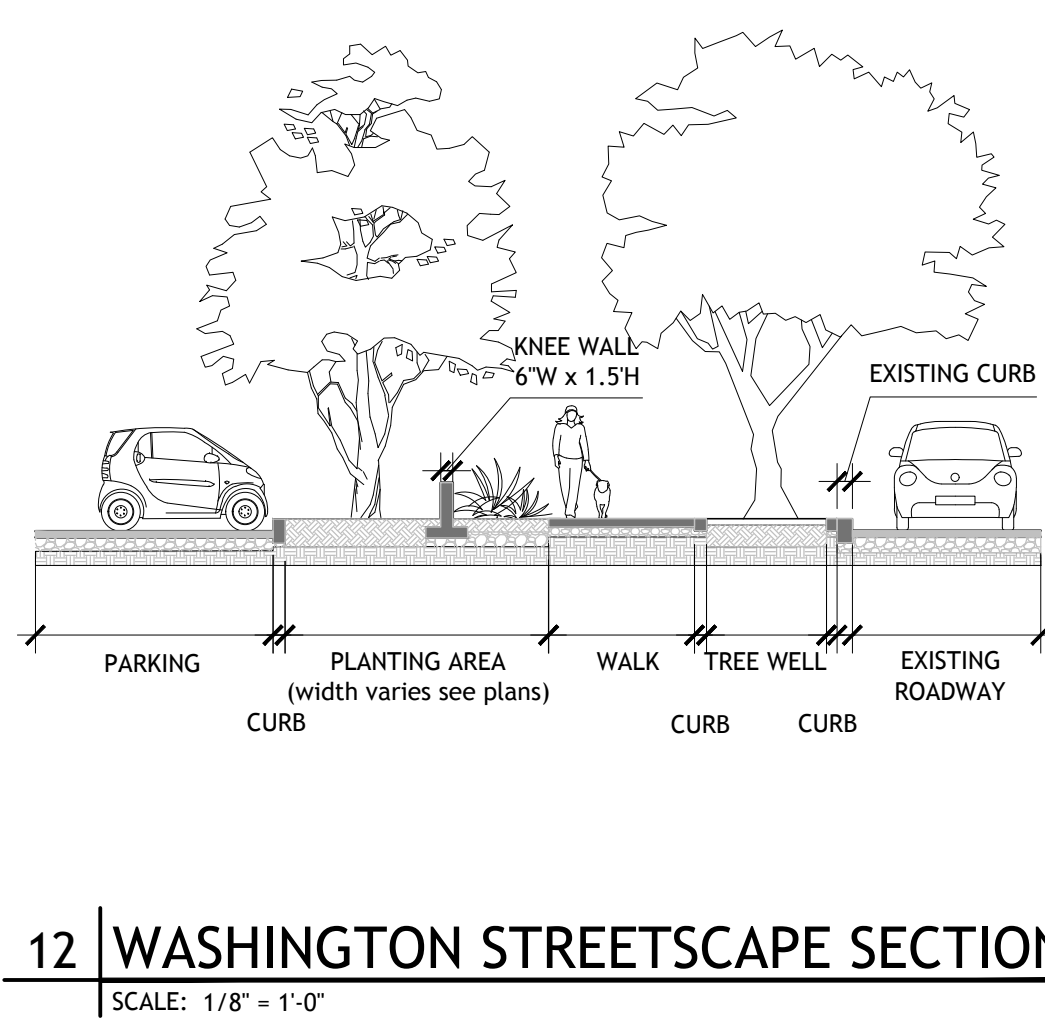 KNEE WALL
6"W x 1.5'H
EXISTING CURB
PARKING
PLANTING AREA
(width varies see plans)
WALK
TREE WELL
EXISTING
ROADWAY
CURB
CURB
CURB
12
WASHINGTON STREETSCAPE SECTION
SCALE: 1/8" = 1'-0"